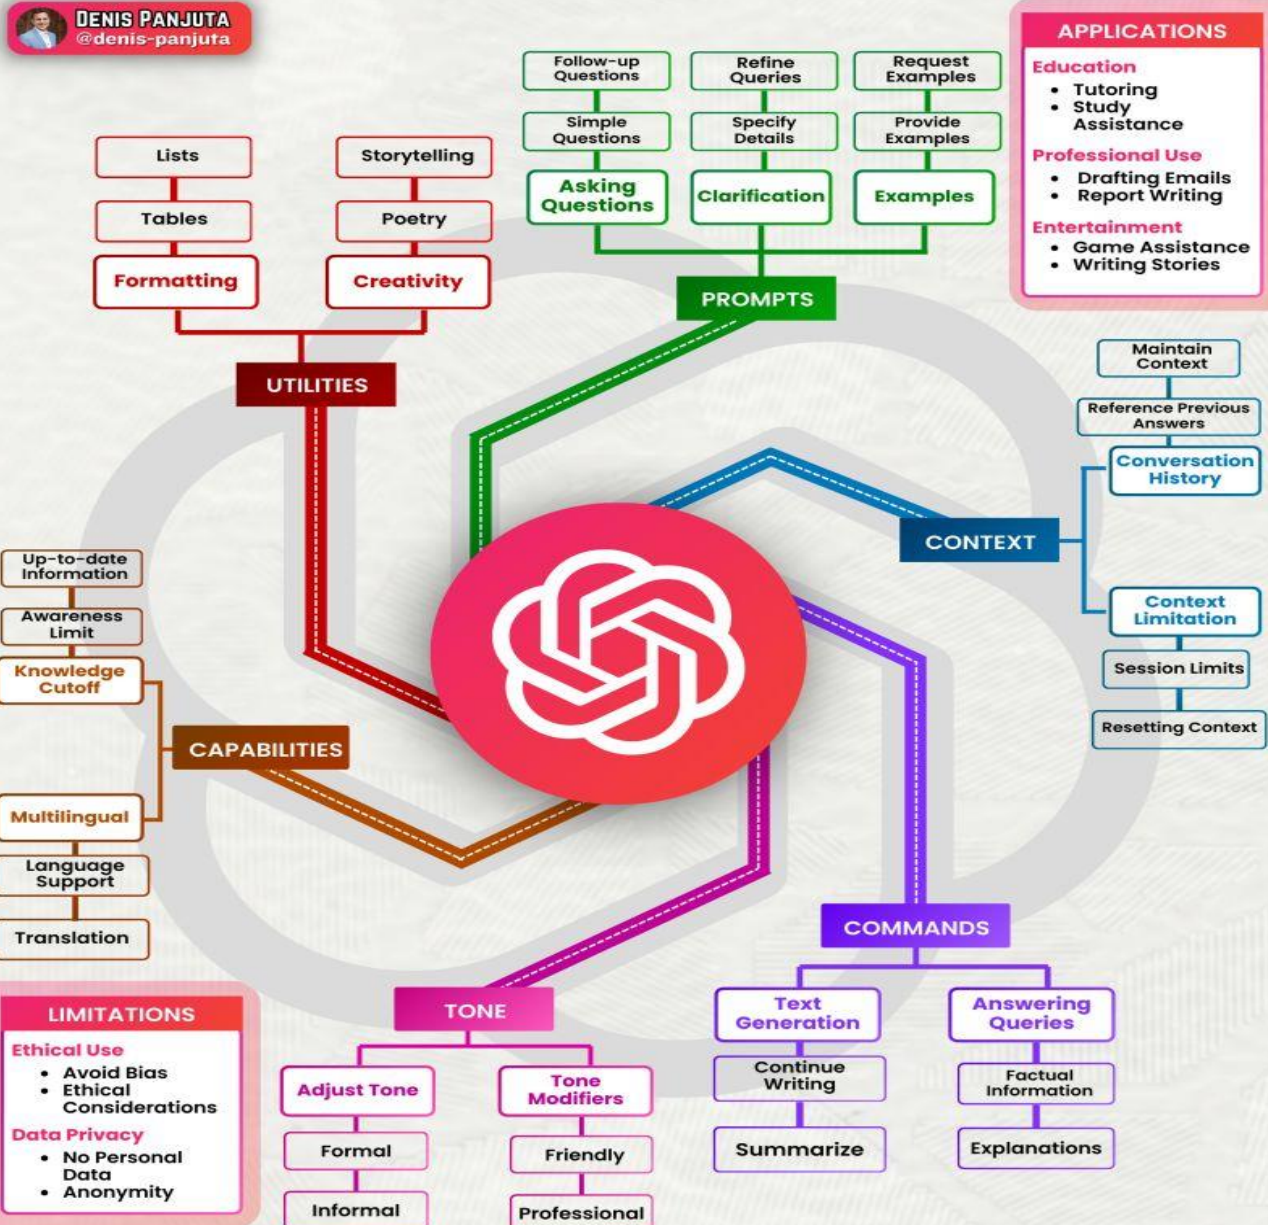 DENIS PANJUTA
@denis-panjuta
APPLICATIONS
Education
• Tutoring
• Study
Assistance
Professional Use
• Drafting Emails
• Report Writing
Entertainment
• Game Assistance
• Writing Stories
Follow-up
Questions
Simple
Questions
Asking
Questions
Refine
Queries
Specify
Details
Clarification
Request
Examples
Provide
Examples
Examples
PROMPTS
Lists
Tables
Formatting
Storytelling
Poetry
Creativity
UTILITIES
Maintain
Context
Reference Previous
Answers
Conversation
History
CONTEXT
Context
Limitation
Session Limits
Resetting Context
Up-to-date
Information
Awareness
Limit
Knowledge
Cutoff
CAPABILITIES
Multilingual
Language
Support
Translation
COMMANDS
Text
Generation
Continue
Writing
Summarize
Answering
Queries
Factual
Information
Explanations
TONE
Adjust Tone
Formal
Informal
Tone
Modifiers
Friendly
Professional
LIMITATIONS
Ethical Use
• Avoid Bias
• Ethical
Considerations
Data Privacy
• No Personal
Data
• Anonymity